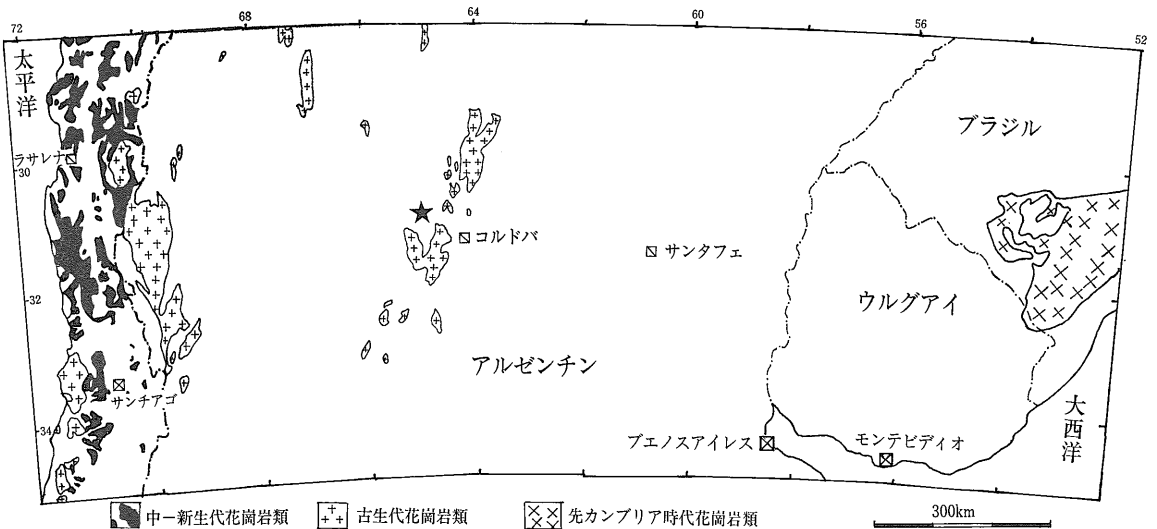 72
68
64
60
56
52
太平洋
ブラジル
ラサレナ
30
コルドバ
サンタフェ
32
ウルグアイ
アルゼンチン
サンチアゴ
34
大西洋
ブエノスアイレス
モンテビディオ
中一新生代花崗岩類
古生代花崗岩類
先カンブリア時代花崗岩類
300km